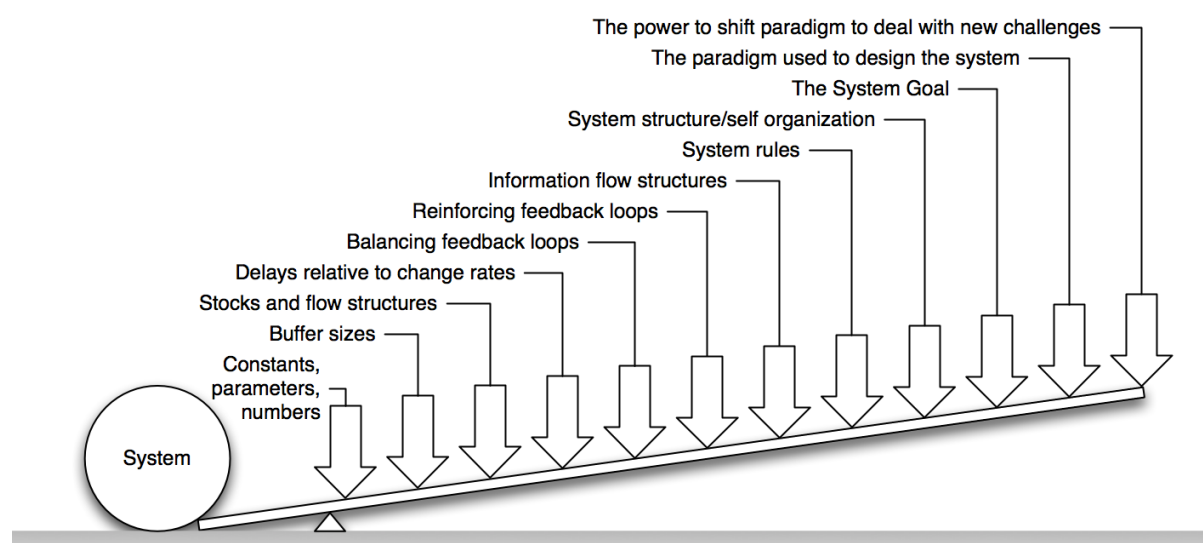 The power to shift paradigm to deal with new challenges
The paradigm used to design the system
The System Goal
System structure/self organization
System rules
Information flow structures
Reinforcing feedback loops
Balancing feedback loops
Delays relative to change rates
Stocks and flow structures
Buffer sizes
Constants,
parameters,
numbers
System